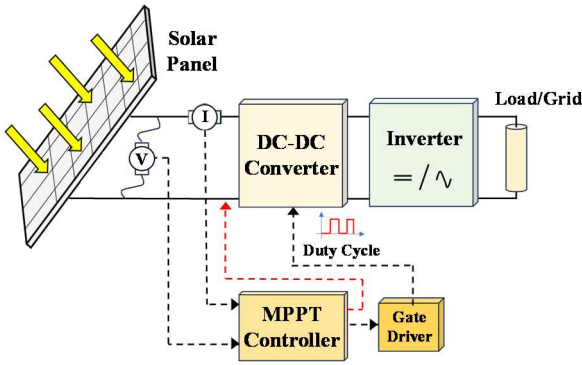 Solar
Panel
I
V
DC-DC
Converter
Inverter
=/∿
Load/Grid
Duty Cycle
MPPT
Controller
Gate
Driver